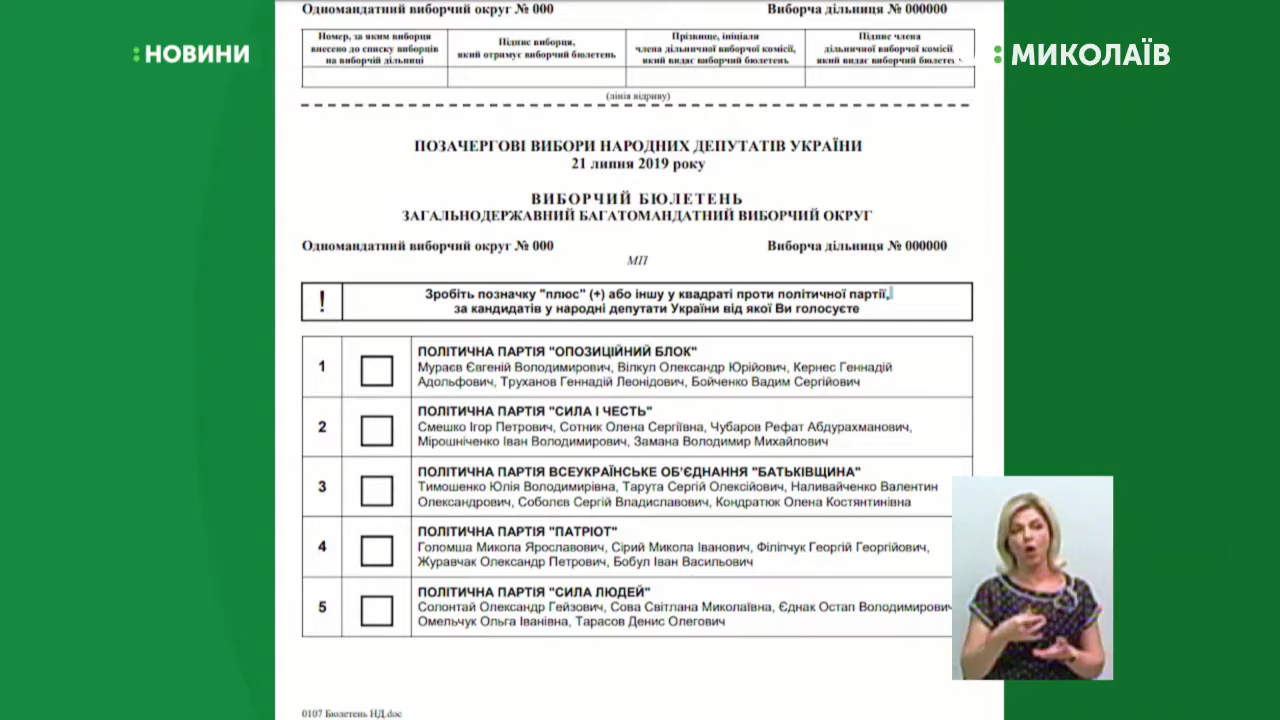 Одномандатний виборчий округ № 000 Виборча дільниця № 000000
НОВИНИ
МИКОЛАЇВ
Номер, за яким виборця
внесено до списку виборців
на виборчій дільниці
Підпис виборця,
який отримує виборчий бюлетень
Прізвище, ініціали
члена дільничної виборчої комісії,
який видає виборчий бюлетень
Підпис члена
дільничної виборчої комісії
який видає виборчий бюлетень
(лінія відриву)
ПОЗАЧЕРГОВІ ВИБОРИ НАРОДНИХ ДЕПУТАТІВ УКРАЇНИ
21 липня 2019 року
ВИБОРЧИЙ БЮЛЕТЕНЬ
ЗАГАЛЬНОДЕРЖАВНИЙ БАГАТОМАНДАТНИЙ ВИБОРЧИЙ ОКРУГ
Одномандатний виборчий округ № 000 Виборча дільниця № 000000
МП
! Зробіть позначку "плюс" (+) або іншу у квадраті проти політичної партії,
за кандидатів у народні депутати України від якої Ви голосуєте
1 ПОЛІТИЧНА ПАРТІЯ "ОПОЗИЦІЙНИЙ БЛОК"
Мураєв Євгеній Володимирович, Вілкул Олександр Юрійович, Кернес Геннадій
Адольфович, Труханов Геннадій Леонідович, Бойченко Вадим Сергійович
2 ПОЛІТИЧНА ПАРТІЯ "СИЛА І ЧЕСТЬ"
Смешко Ігор Петрович, Сотник Олена Сергіївна, Чубаров Рефат Абдурахманович,
Мірошніченко Іван Володимирович, Замана Володимир Михайлович
3 ПОЛІТИЧНА ПАРТІЯ ВСЕУКРАЇНСЬКЕ ОБ'ЄДНАННЯ "БАТЬКІВЩИНА"
Тимошенко Юлія Володимирівна, Тарута Сергій Олексійович, Наливайченко Валентин
Олександрович, Соболєв Сергій Владиславович, Кондратюк Олена Костянтинівна
4 ПОЛІТИЧНА ПАРТІЯ "ПАТРІОТ"
Голомша Микола Ярославович, Сірий Микола Іванович, Філіпчук Георгій Георгійович,
Журавчак Олександр Петрович, Бобул Іван Васильович
5 ПОЛІТИЧНА ПАРТІЯ "СИЛА ЛЮДЕЙ"
Солонтай Олександр Гейзович, Сова Світлана Миколаївна, Єднак Остап Володимирович
Омельчук Ольга Іванівна, Тарасов Денис Олегович
0107 Бюлетень НД.doc